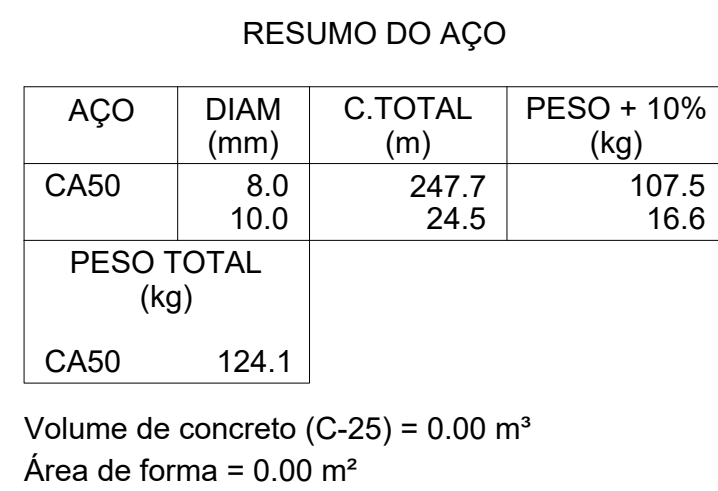 RESUMO DO AÇO
AÇO DIAM C.TOTAL PESO + 10%
(mm) (m) (kg)
CA50 8.0 247.7 107.5
10.0 24.5 16.6
PESO TOTAL
(kg)
CA50 124.1
Volume de concreto (C-25) = 0.00 m³
Área de forma = 0.00 m²